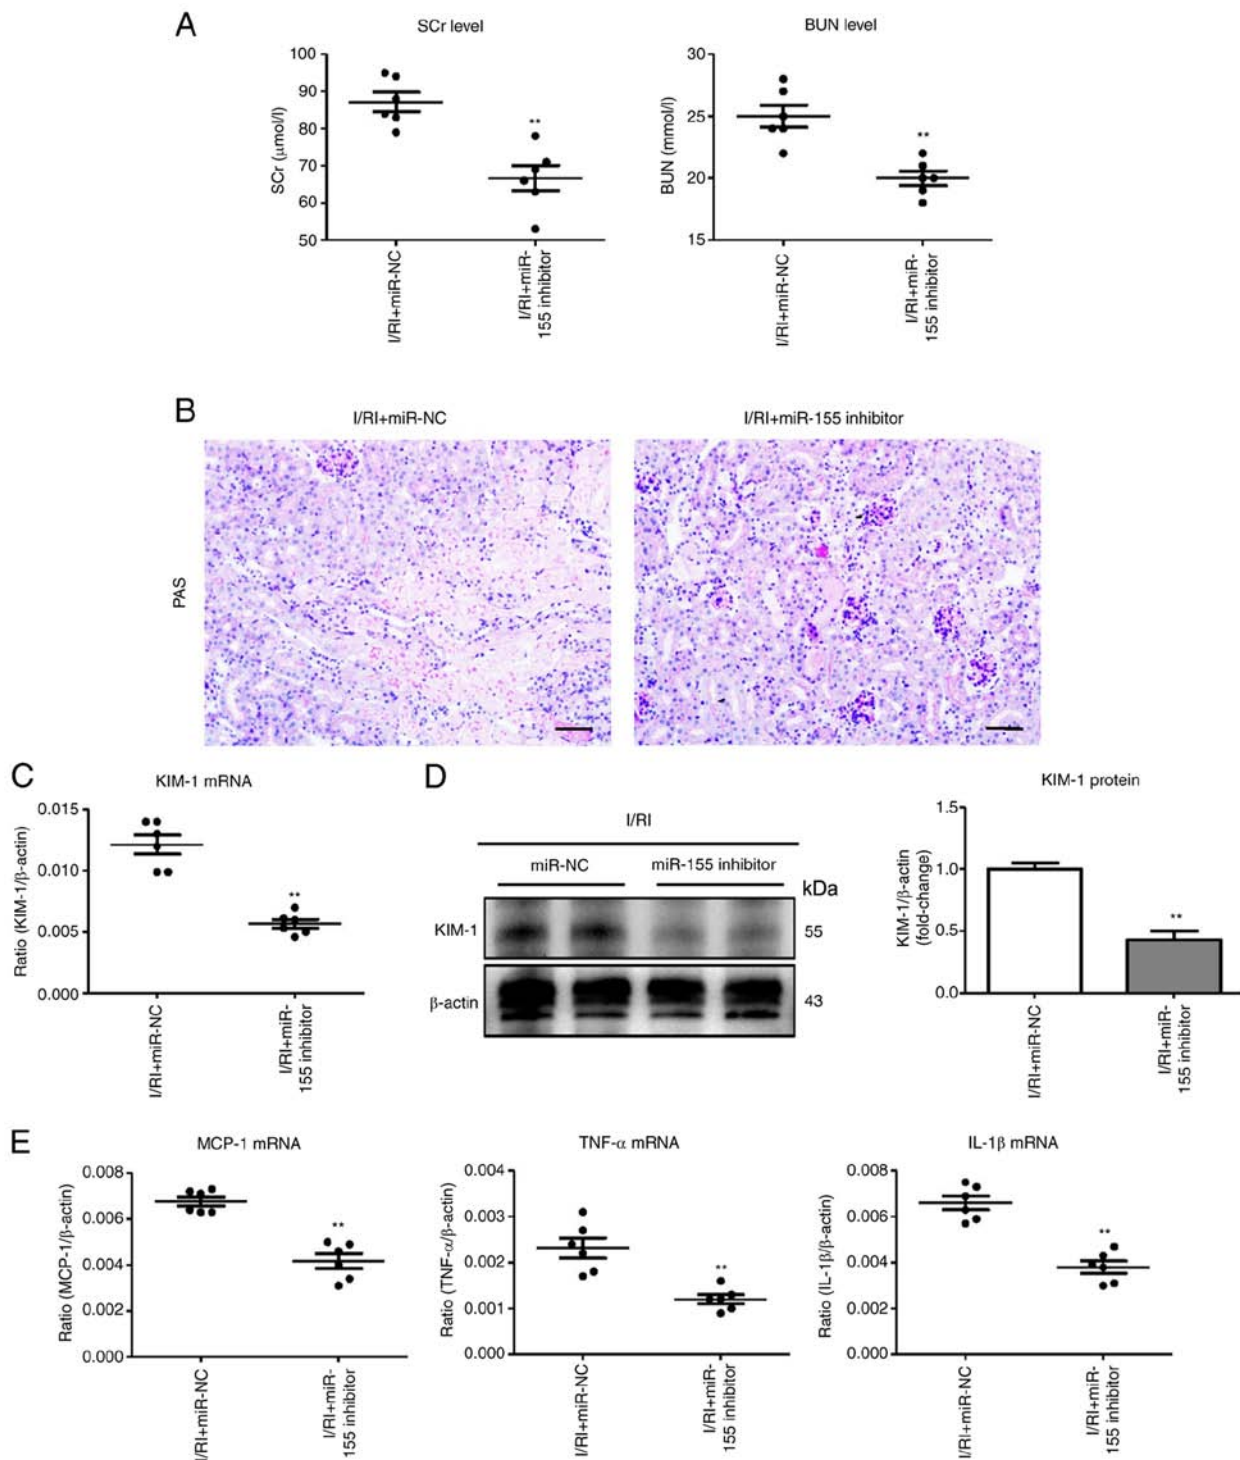 A
SCr level
BUN level
SCr (μmol/l)
100
90
80
70
60
50
**
I/RI+miR-NC
I/RI+miR-
155 inhibitor
BUN (mmol/l)
30
25
20
15
**
I/RI+miR-NC
I/RI+miR-
155 inhibitor
B
I/RI+miR-NC
I/RI+miR-155 inhibitor
PAS
C
KIM-1 mRNA
Ratio (KIM-1/β-actin)
0.015
0.010
0.005
0.000
**
I/RI+miR-NC
I/RI+miR-
155 inhibitor
D
I/RI
miR-NC
miR-155 inhibitor
kDa
KIM-1
55
β-actin
43
KIM-1 protein
KIM-1/β-actin
(fold-change)
1.5
1.0
0.5
0.0
**
I/RI+miR-NC
I/RI+miR-
155 inhibitor
E
MCP-1 mRNA
Ratio (MCP-1/β-actin)
0.008
0.006
0.004
0.002
0.000
**
I/RI+miR-NC
I/RI+miR-
155 inhibitor
TNF-α mRNA
Ratio (TNF-α/β-actin)
0.004
0.003
0.002
0.001
0.000
**
I/RI+miR-NC
I/RI+miR-
155 inhibitor
IL-1β mRNA
Ratio (IL-1β/β-actin)
0.008
0.006
0.004
0.002
0.000
**
I/RI+miR-NC
I/RI+miR-
155 inhibitor